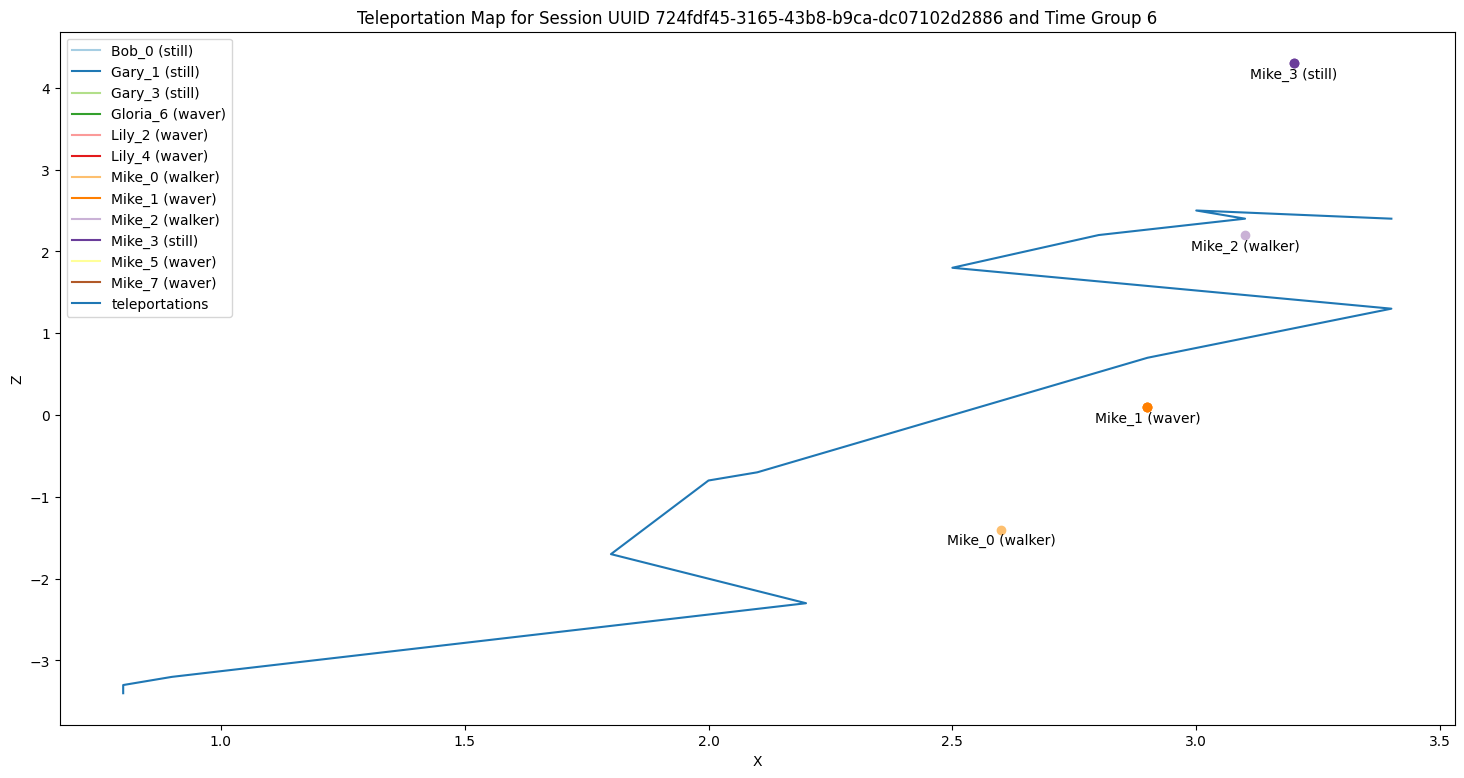 Teleportation Map for Session UUID 724fdf45-3165-43b8-b9ca-dc07102d2886 and Time Group 6
Bob_0 (still)
Gary_1 (still)
Gary_3 (still)
Gloria_6 (waver)
Lily_2 (waver)
Lily_4 (waver)
Mike_0 (walker)
Mike_1 (waver)
Mike_2 (walker)
Mike_3 (still)
Mike_5 (waver)
Mike_7 (waver)
teleportations
Mike_3 (still)
Mike_2 (walker)
Mike_1 (waver)
Mike_0 (walker)
Z
4
3
2
1
0
−1
−2
−3
1.0 1.5 2.0 2.5 3.0 3.5
X